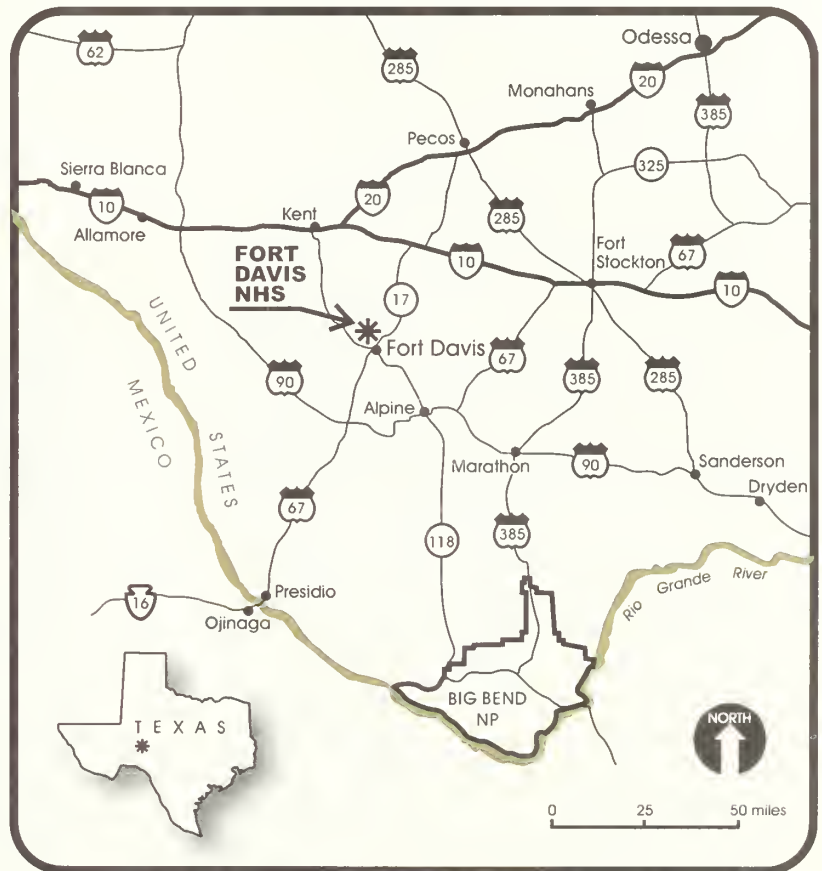 Odessa
62
285
20
Monahans
385
Pecos
325
Sierra Blanca
10
20
285
Kent
Allamore
Fort
Stockton
67
10
10
FORT
DAVIS
NHS
17
Fort Davis
67
UNITED
STATES
MEXICO
90
385
285
Alpine
Marathon
90
Sanderson
Dryden
67
118
385
Rio Grande River
Presidio
16
Ojinaga
BIG BEND
NP
TEXAS
NORTH
0 25 50 miles